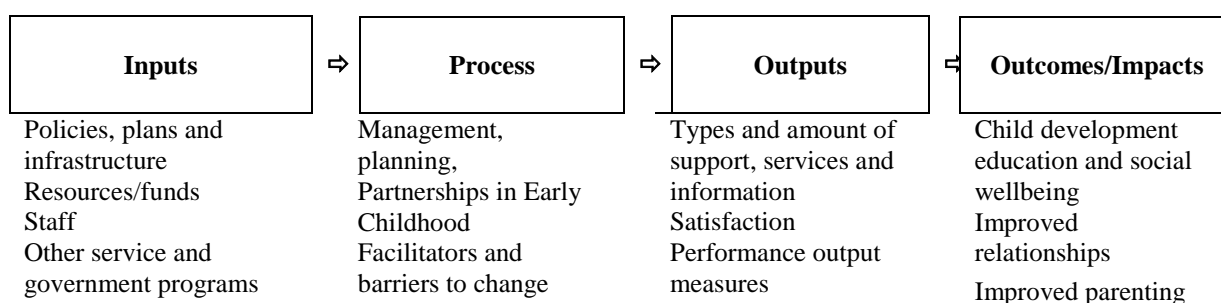 Inputs ⇨ Process ⇨ Outputs ⇨ Outcomes/Impacts
Policies, plans and
infrastructure
Resources/funds
Staff
Other service and
government programs
Management,
planning,
Partnerships in Early
Childhood
Facilitators and
barriers to change
Types and amount of
support, services and
information
Satisfaction
Performance output
measures
Child development
education and social
wellbeing
Improved
relationships
Improved parenting